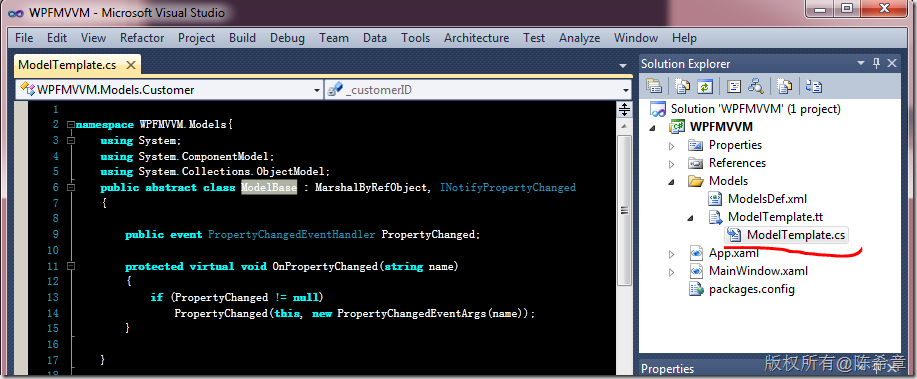 WPFMVVM - Microsoft Visual Studio
File Edit View Refactor Project Build Debug Team Data Tools Architecture Test Analyze Window Help
ModelTemplate.cs
WPFMVVM.Models.Customer
_customerID
1
2 namespace WPFMVVM.Models{
3 using System;
4 using System.ComponentModel;
5 using System.Collections.ObjectModel;
6 public abstract class ModelBase : MarshalByRefObject, INotifyPropertyChanged
7 {
8
9 public event PropertyChangedEventHandler PropertyChanged;
10
11 protected virtual void OnPropertyChanged(string name)
12 {
13 if (PropertyChanged != null)
14 PropertyChanged(this, new PropertyChangedEventArgs(name));
15 }
16
17 }
18
Solution Explorer
Solution 'WPFMVVM' (1 project)
WPFMVVM
Properties
References
Models
ModelsDef.xml
ModelTemplate.tt
ModelTemplate.cs
App.xaml
MainWindow.xaml
packages.config
Properties
版权所有@陈希章